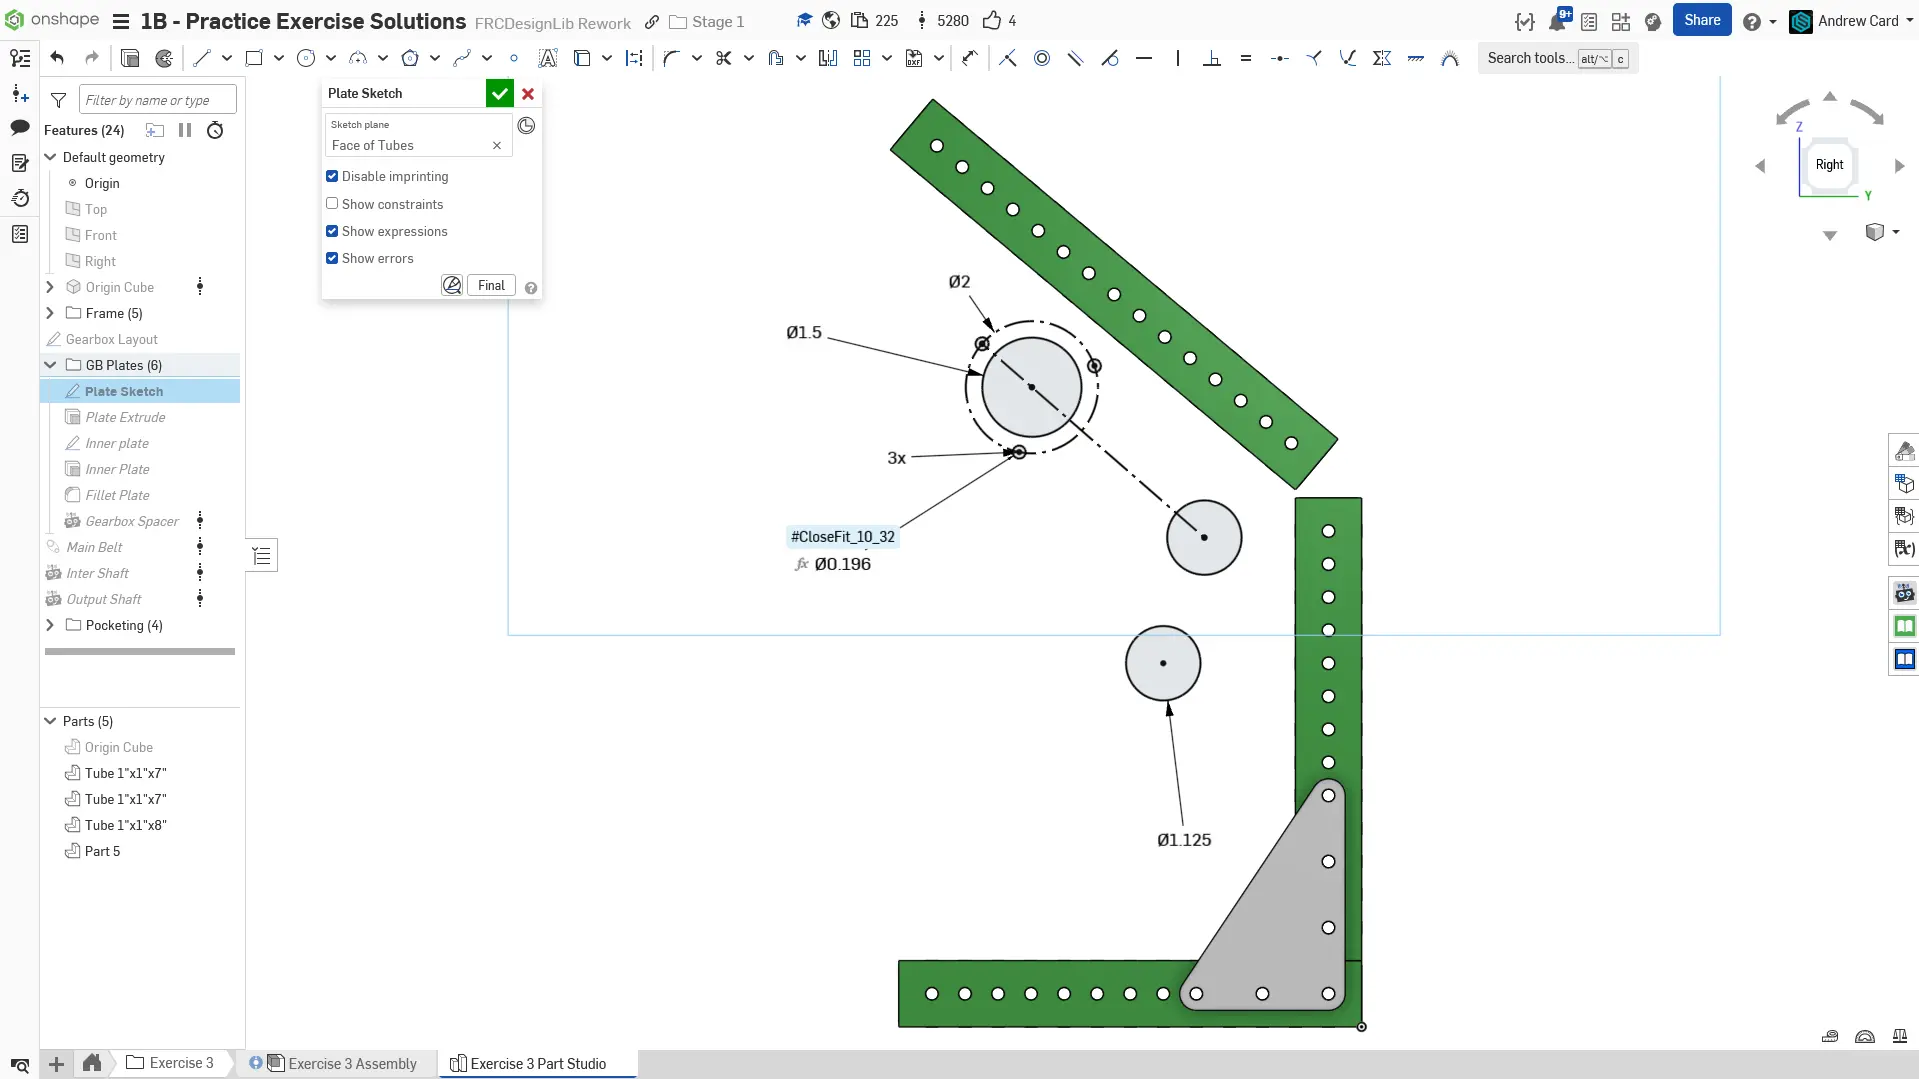 onshape
1B - Practice Exercise Solutions
FRCDesignLib Rework
Stage 1
225
5280
4
9+
Share
Andrew Card
Search tools...
alt/⌥
c
Filter by name or type
Features (24)
Default geometry
Origin
Top
Front
Right
Origin Cube
Frame (5)
Gearbox Layout
GB Plates (6)
Plate Sketch
Plate Extrude
Inner plate
Inner Plate
Fillet Plate
Gearbox Spacer
Main Belt
Inter Shaft
Output Shaft
Pocketing (4)
Parts (5)
Origin Cube
Tube 1"x1"x7"
Tube 1"x1"x7"
Tube 1"x1"x8"
Part 5
Plate Sketch
Sketch plane
Face of Tubes
Disable imprinting
Show constraints
Show expressions
Show errors
Final
Ø2
Ø1.5
3x
#CloseFit_10_32
fx Ø0.196
Ø1.125
Z
Right
Y
Exercise 3
Exercise 3 Assembly
Exercise 3 Part Studio